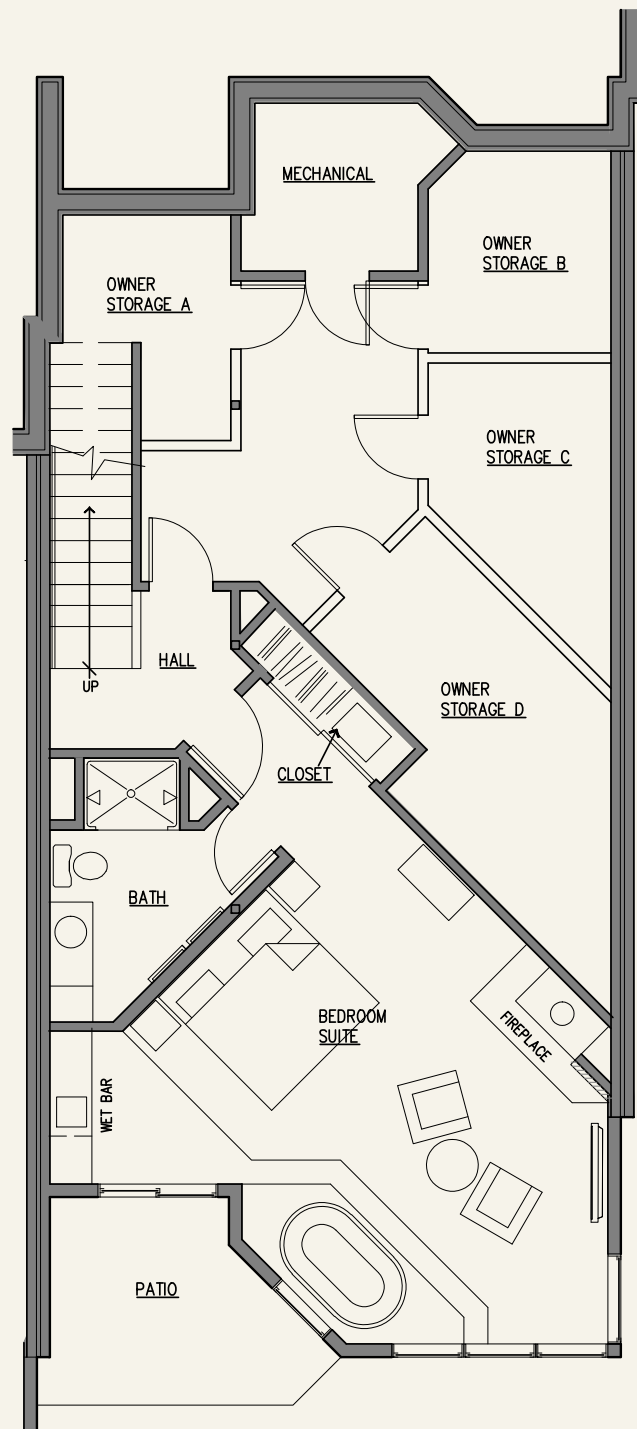 MECHANICAL
OWNER
STORAGE B
OWNER
STORAGE A
OWNER
STORAGE C
HALL
UP
OWNER
STORAGE D
CLOSET
BATH
BEDROOM
SUITE
FIREPLACE
WET BAR
PATIO